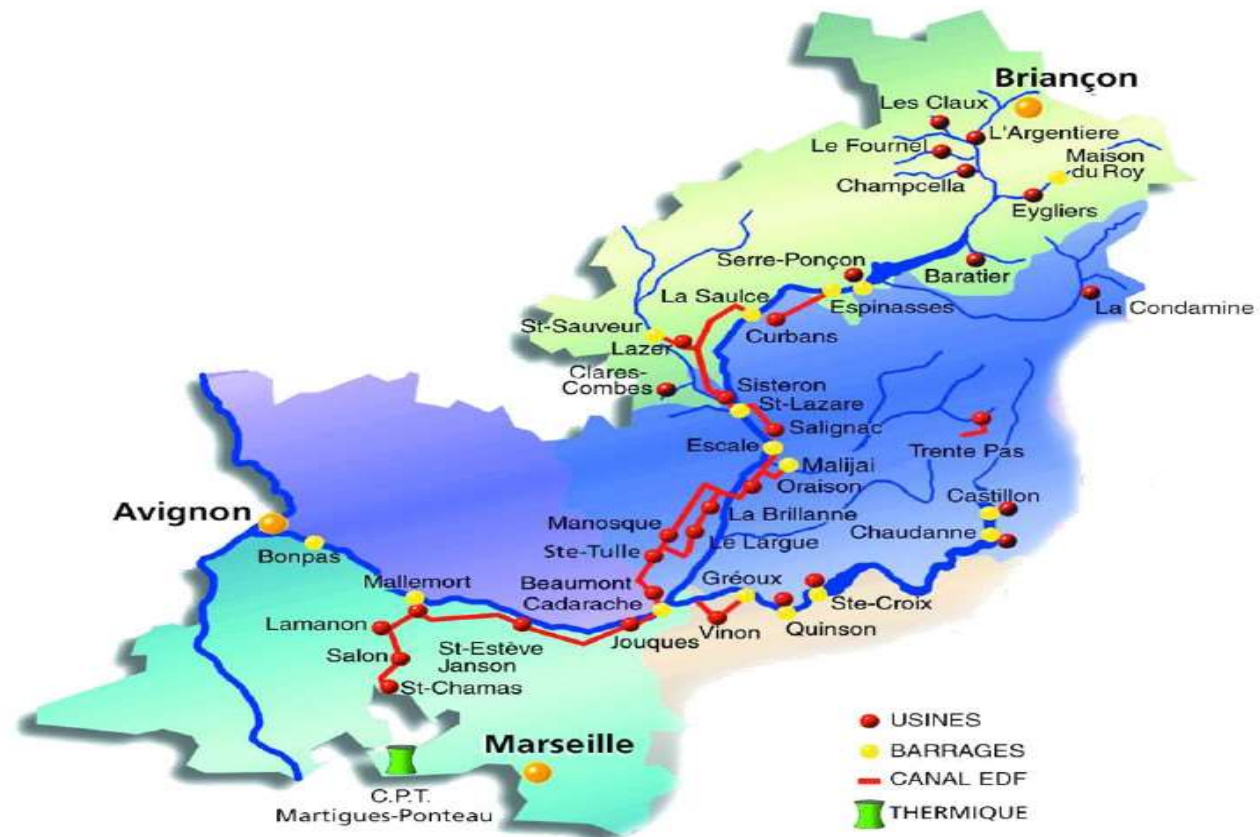 Briançon
Les Claux
L'Argentiere
Le Fournel
Maison
du Roy
Champcella
Eygliers
Serre-Ponçon
Baratier
La Saulce
Espinasses
La Condamine
St-Sauveur
Curbans
Lazer
Clares-
Combes
Sisteron
St-Lazare
Salignac
Escale
Trente Pas
Malijai
Oraison
Castillon
Avignon
La Brillanne
Manosque
Chaudanne
Bonpas
Ste-Tulle
Le Largue
Mallemort
Beaumont
Gréoux
Cadarache
Ste-Croix
Lamanon
Jouques
Vinon
Quinson
Salon
St-Estève
Janson
St-Chamas
USINES
Marseille
BARRAGES
CANAL EDF
C.P.T.
Martigues-Ponteau
THERMIQUE